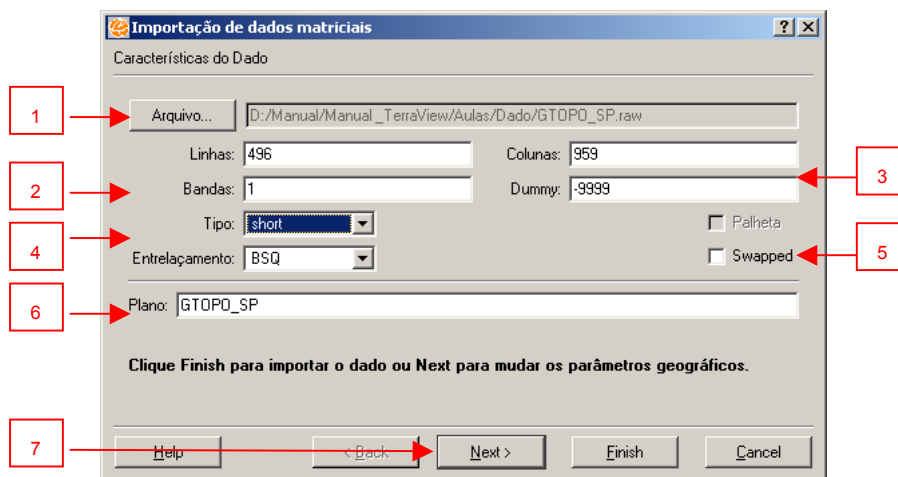 Importação de dados matriciais
Características do Dado
1
Arquivo...
D:/Manual/Manual_TerraView/Aulas/Dado/GTOPO_SP.raw
Linhas: 496
Colunas: 959
2
Bandas: 1
Dummy: -9999
3
Tipo: short
Palheta
4
Entrelaçamento: BSQ
Swapped
5
6
Plano: GTOPO_SP
Clique Finish para importar o dado ou Next para mudar os parâmetros geográficos.
7
Help
< Back
Next >
Finish
Cancel